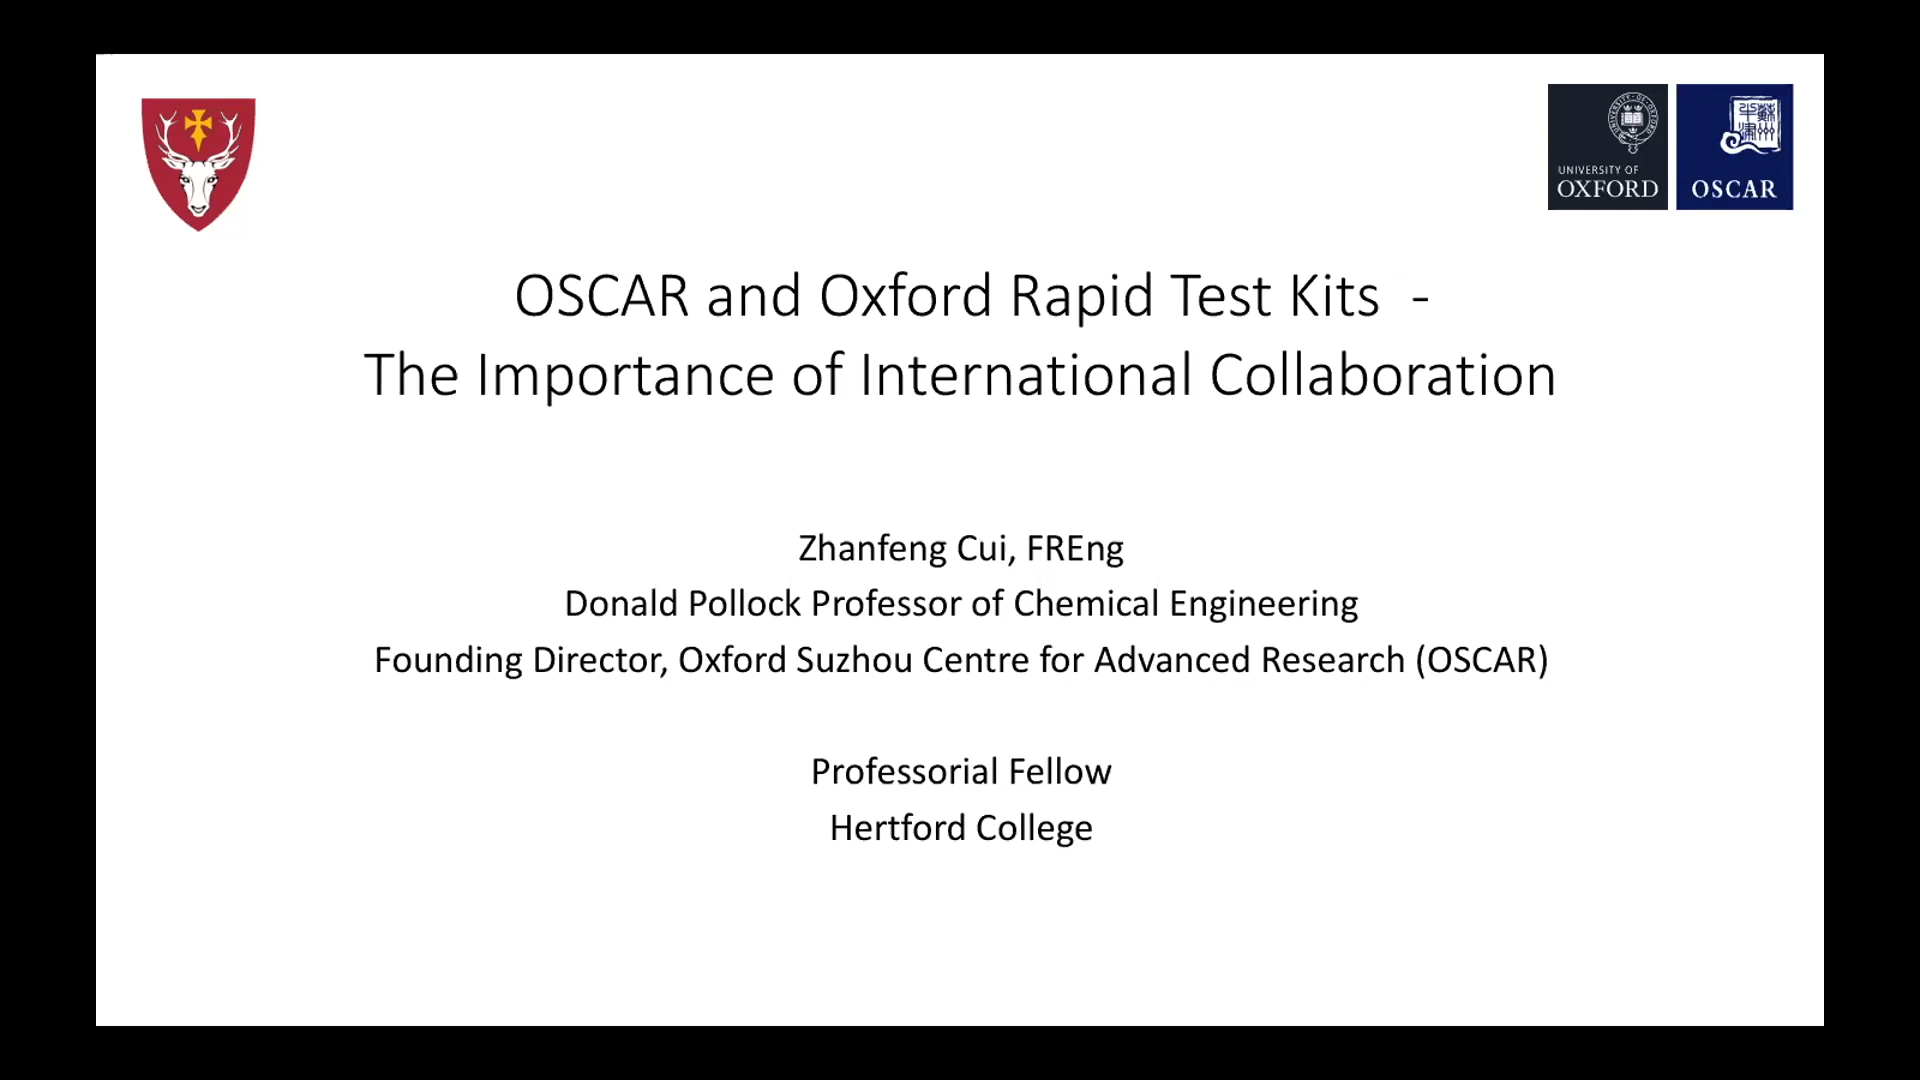 UNIVERSITY OF
OXFORD
OSCAR
OSCAR and Oxford Rapid Test Kits -
The Importance of International Collaboration
Zhanfeng Cui, FREng
Donald Pollock Professor of Chemical Engineering
Founding Director, Oxford Suzhou Centre for Advanced Research (OSCAR)
Professorial Fellow
Hertford College